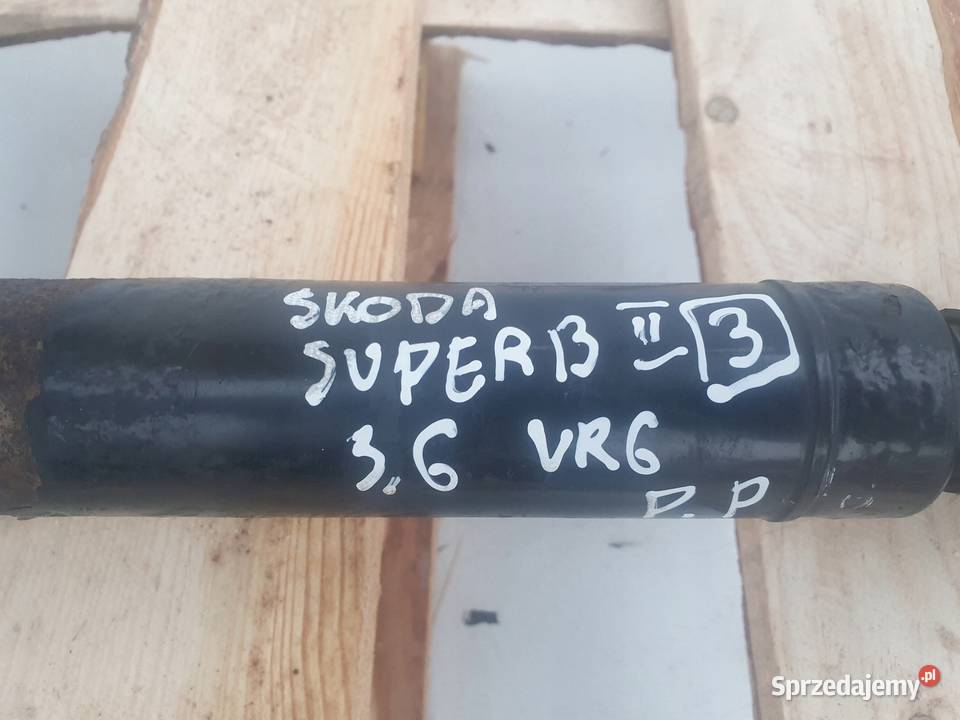 SKODA
SUPERB II 3
3.6 VR6
P.P
Sprzedajemy.pl